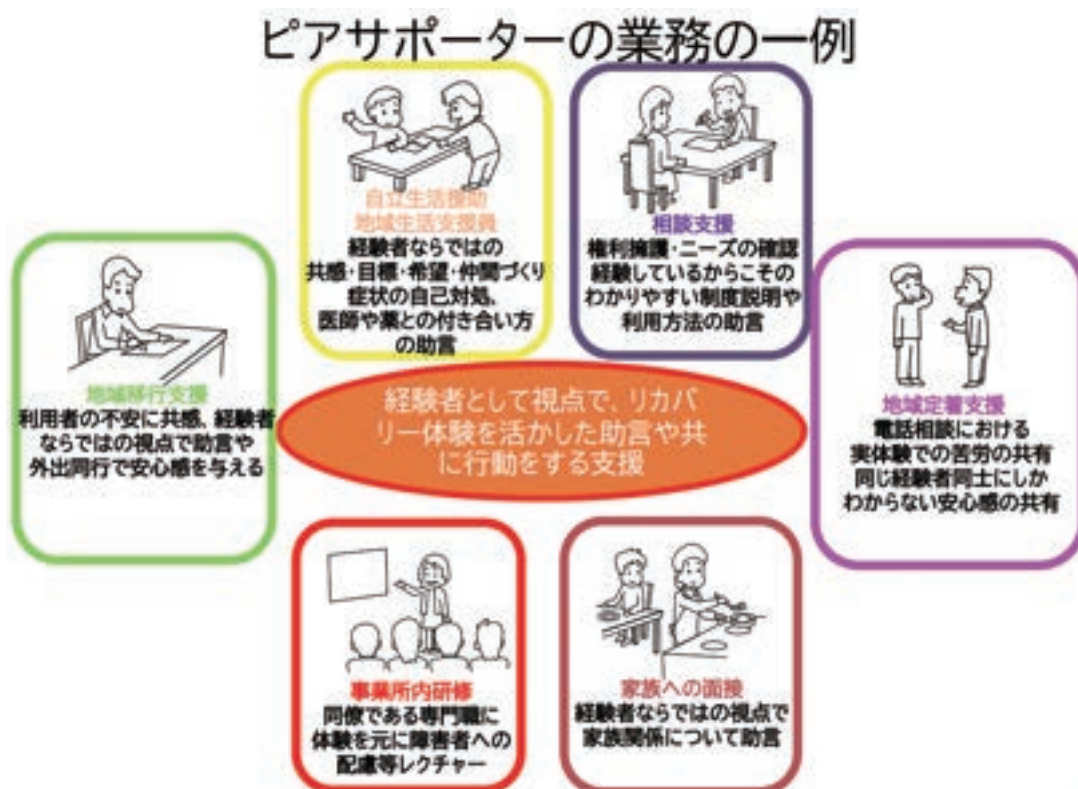 ピアサポーターの業務の一例
自立生活援助
地域生活支援員
経験者ならではの
共感・目標・希望・仲間づくり
症状の自己対処、
医師や薬との付き合い方
の助言
相談支援
権利擁護・ニーズの確認
経験しているからこその
わかりやすい制度説明や
利用方法の助言
地域移行支援
利用者の不安に共感、経験者
ならではの視点で助言や
外出同行で安心感を与える
経験者として視点で、リカバ
リー体験を活かした助言や共
に行動をする支援
地域定着支援
電話相談における
実体験での苦労の共有
同じ経験者同士にしか
わからない安心感の共有
事業所内研修
同僚である専門職に
体験を元に障害者への
配慮等レクチャー
家族への面接
経験者ならではの視点で
家族関係について助言